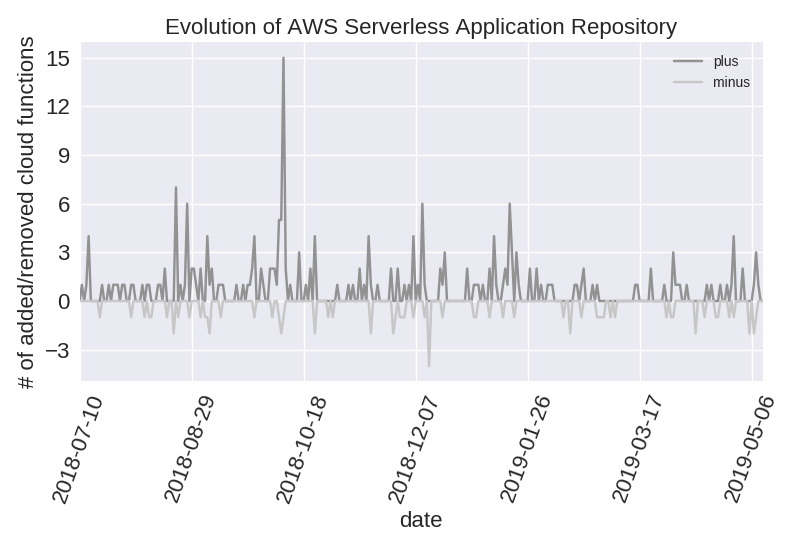 Evolution of AWS Serverless Application Repository
# of added/removed cloud functions
15
12
9
6
3
0
−3
plus
minus
2018-07-10
2018-08-29
2018-10-18
2018-12-07
2019-01-26
2019-03-17
2019-05-06
date